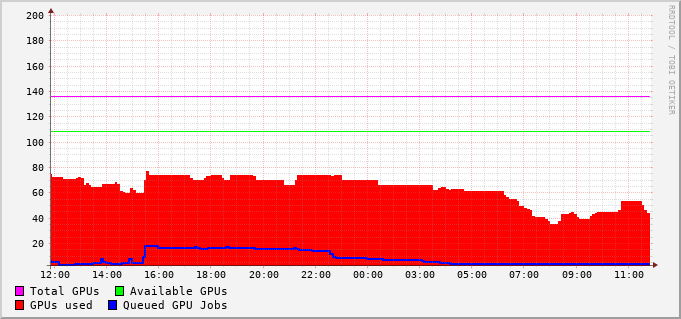 200
180
160
140
120
100
80
60
40
20
12:00 14:00 16:00 18:00 20:00 22:00 00:00 03:00 05:00 07:00 09:00 11:00
Total GPUs Available GPUs
GPUs used Queued GPU Jobs
RRDTOOL / TOBI OETIKER